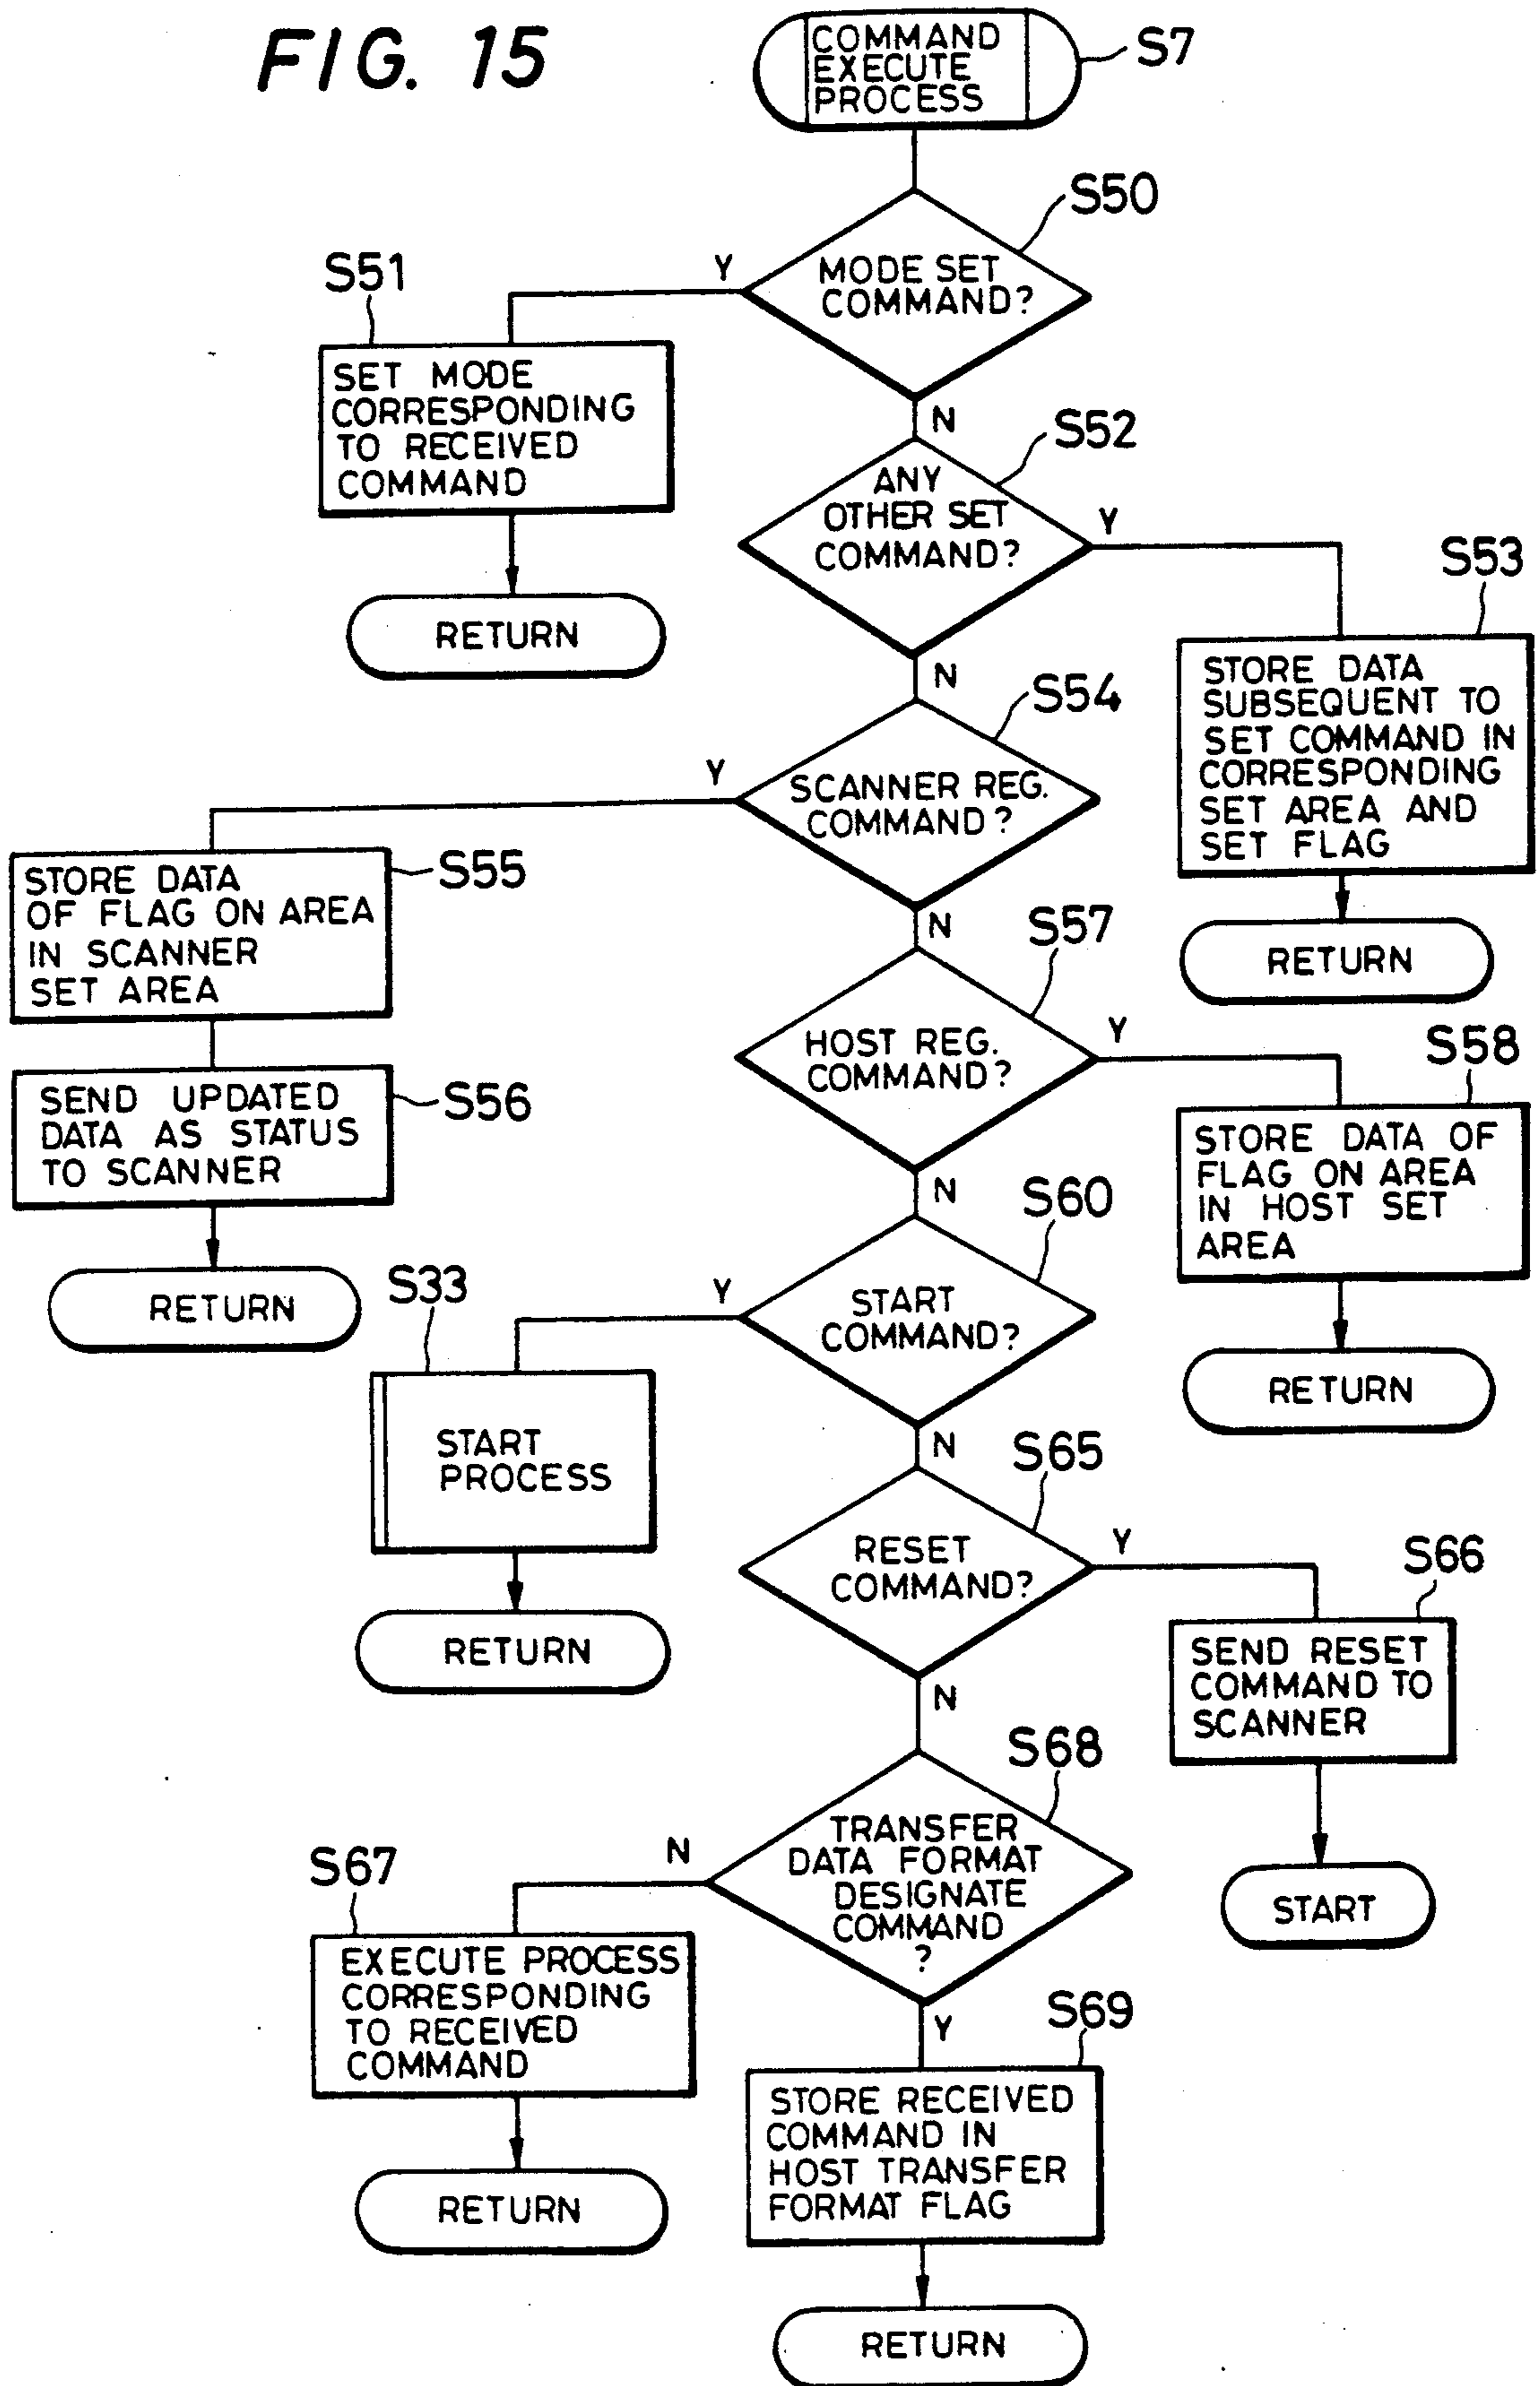 FIG. 15
COMMAND
EXECUTE
PROCESS
S7
S50
MODE SET
COMMAND?
Y
N
S51
SET MODE
CORRESPONDING
TO RECEIVED
COMMAND
RETURN
S52
ANY
OTHER SET
COMMAND?
Y
N
S53
STORE DATA
SUBSEQUENT TO
SET COMMAND IN
CORRESPONDING
SET AREA AND
SET FLAG
RETURN
S54
SCANNER REG.
COMMAND?
Y
N
S55
STORE DATA
OF FLAG ON AREA
IN SCANNER
SET AREA
S56
SEND UPDATED
DATA AS STATUS
TO SCANNER
RETURN
S57
HOST REG.
COMMAND?
Y
N
S58
STORE DATA OF
FLAG ON AREA
IN HOST SET
AREA
RETURN
S60
START
COMMAND?
Y
N
S33
START
PROCESS
RETURN
S65
RESET
COMMAND?
Y
N
S66
SEND RESET
COMMAND TO
SCANNER
START
S68
TRANSFER
DATA FORMAT
DESIGNATE
COMMAND
?
N
Y
S67
EXECUTE PROCESS
CORRESPONDING
TO RECEIVED
COMMAND
RETURN
S69
STORE RECEIVED
COMMAND IN
HOST TRANSFER
FORMAT FLAG
RETURN